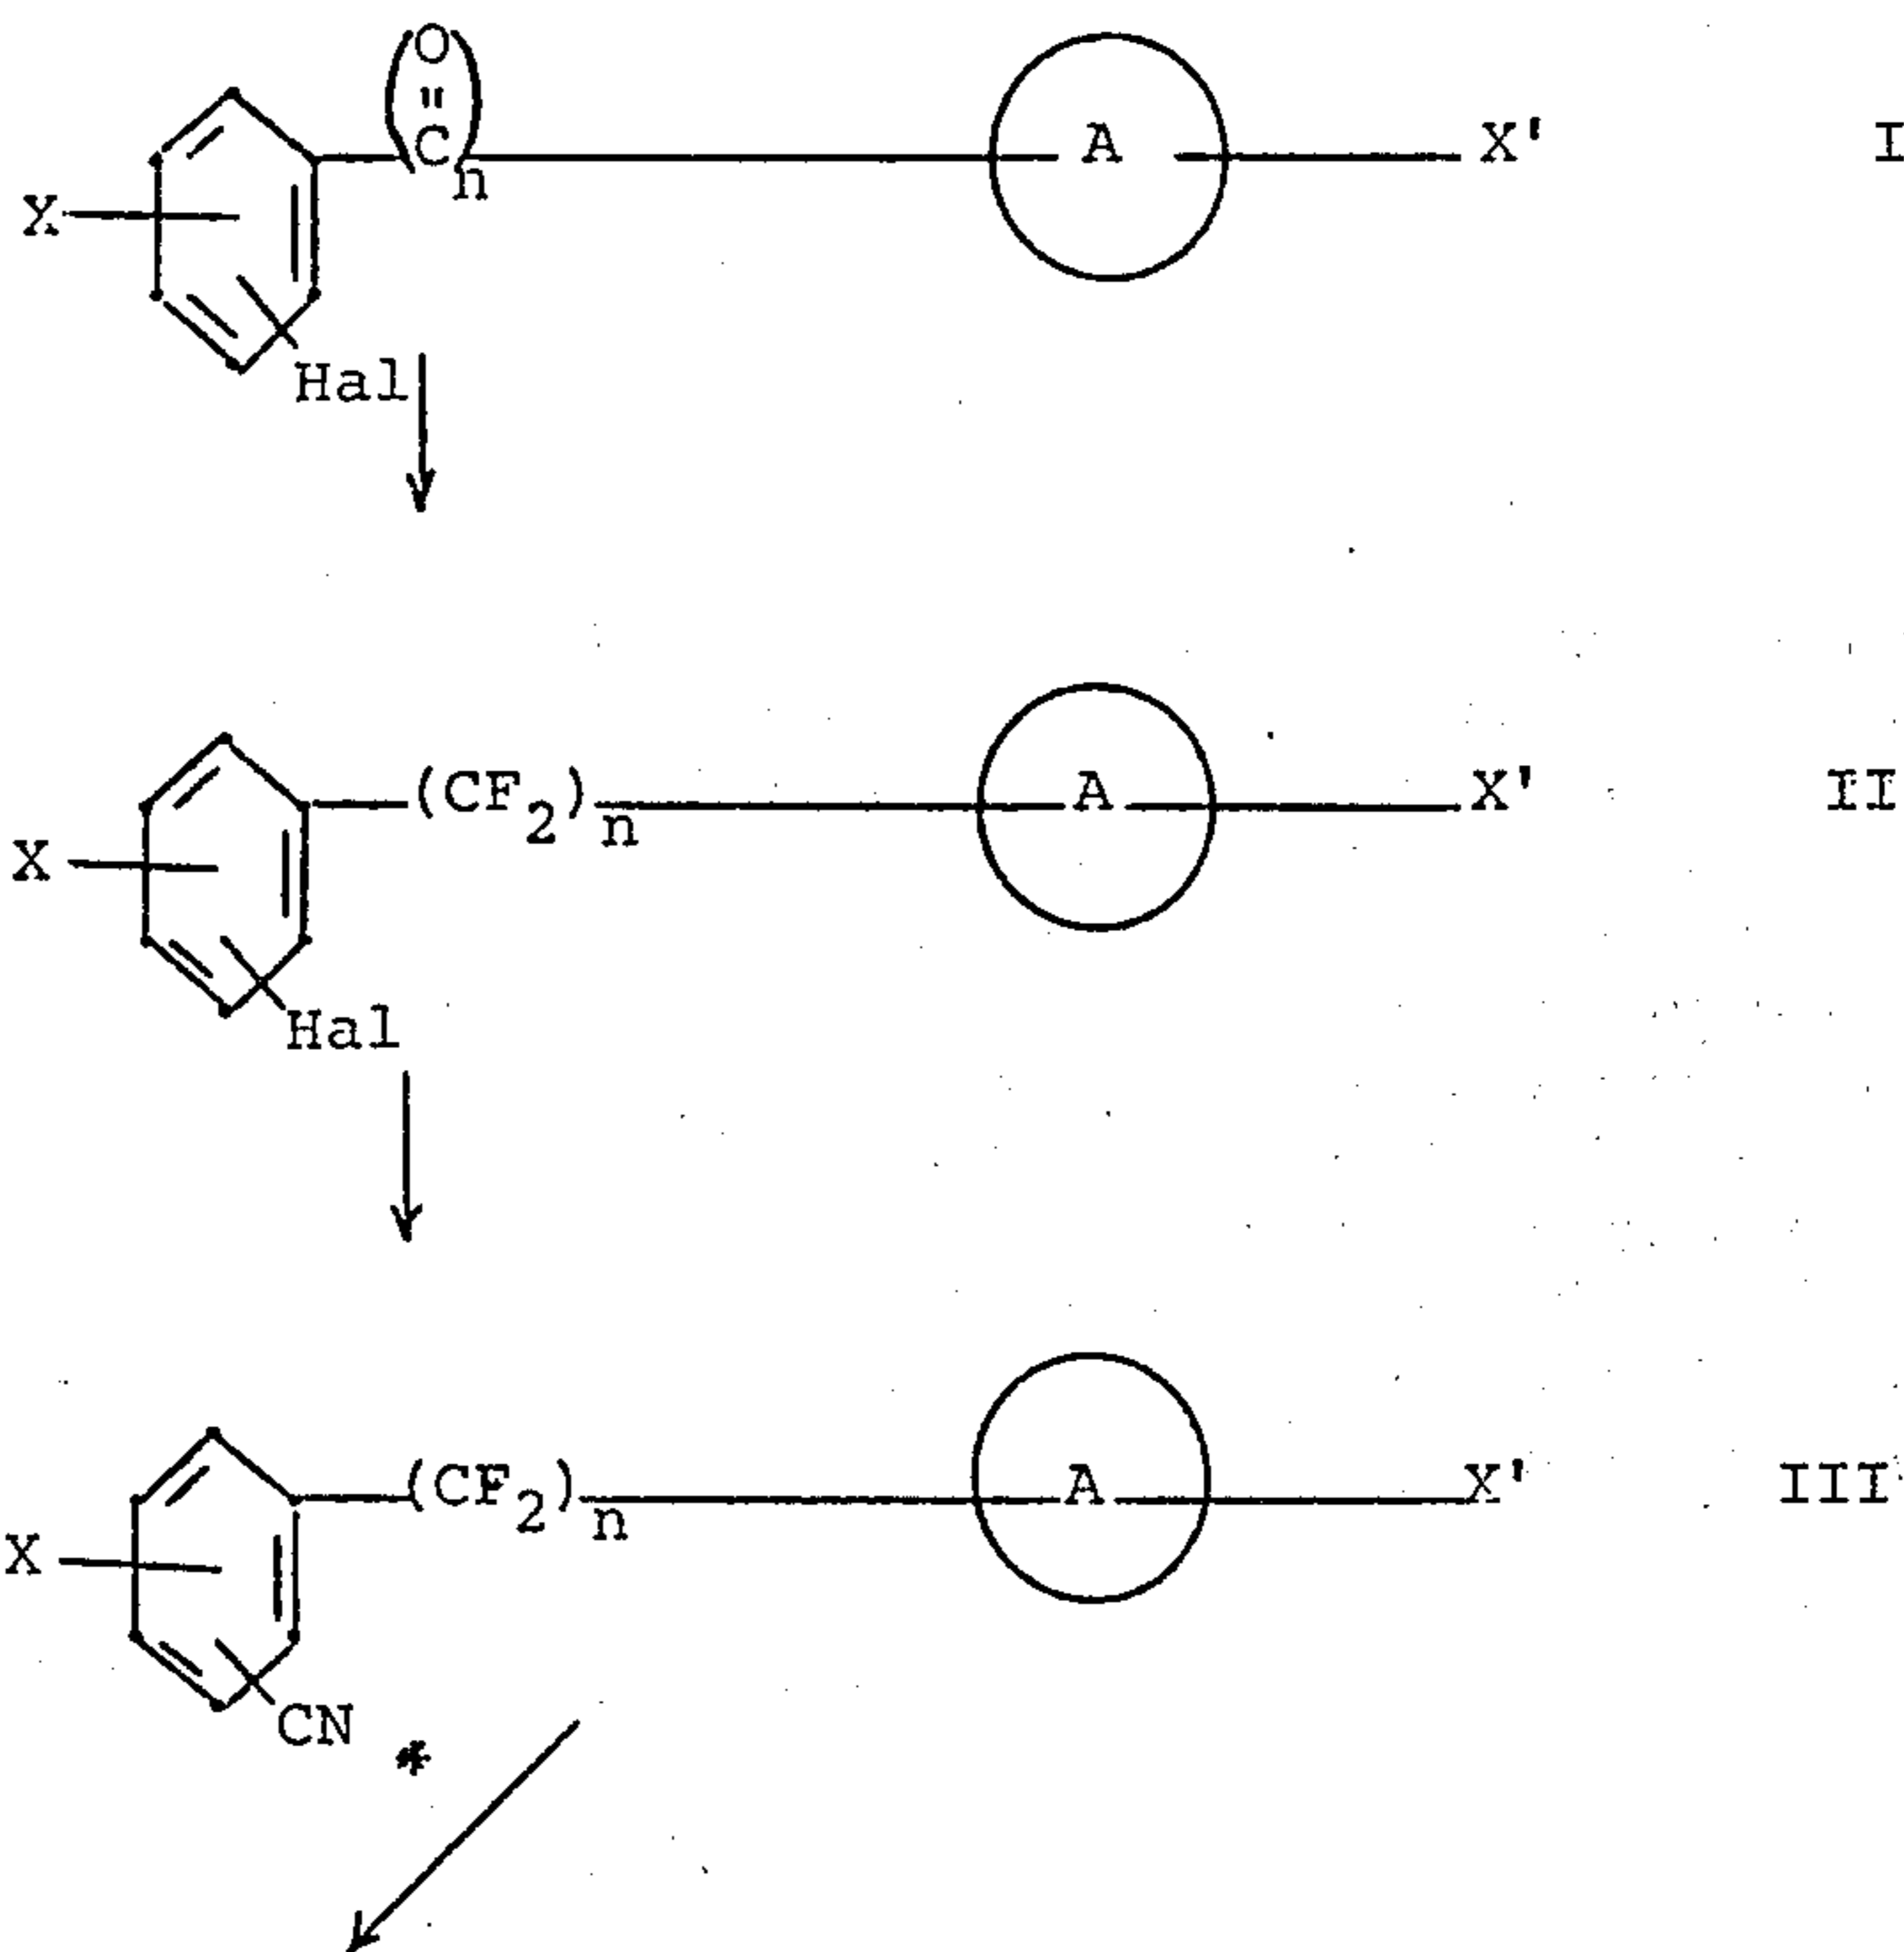 O
"
X C n A X' I
Hal
X (CF2)n A X' II
Hal
X (CF2)n A X' III
CN *